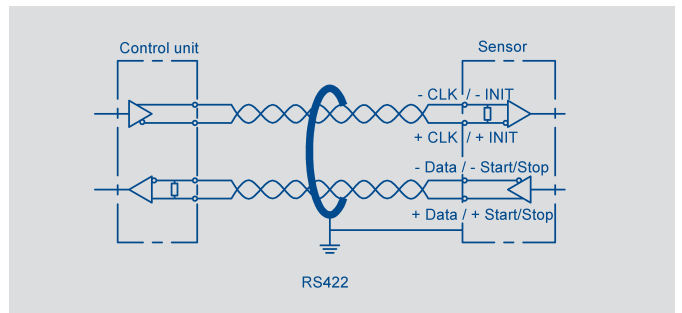 Control unit
Sensor
- CLK / - INIT
+ CLK / + INIT
- Data / - Start/Stop
+ Data / + Start/Stop
RS422